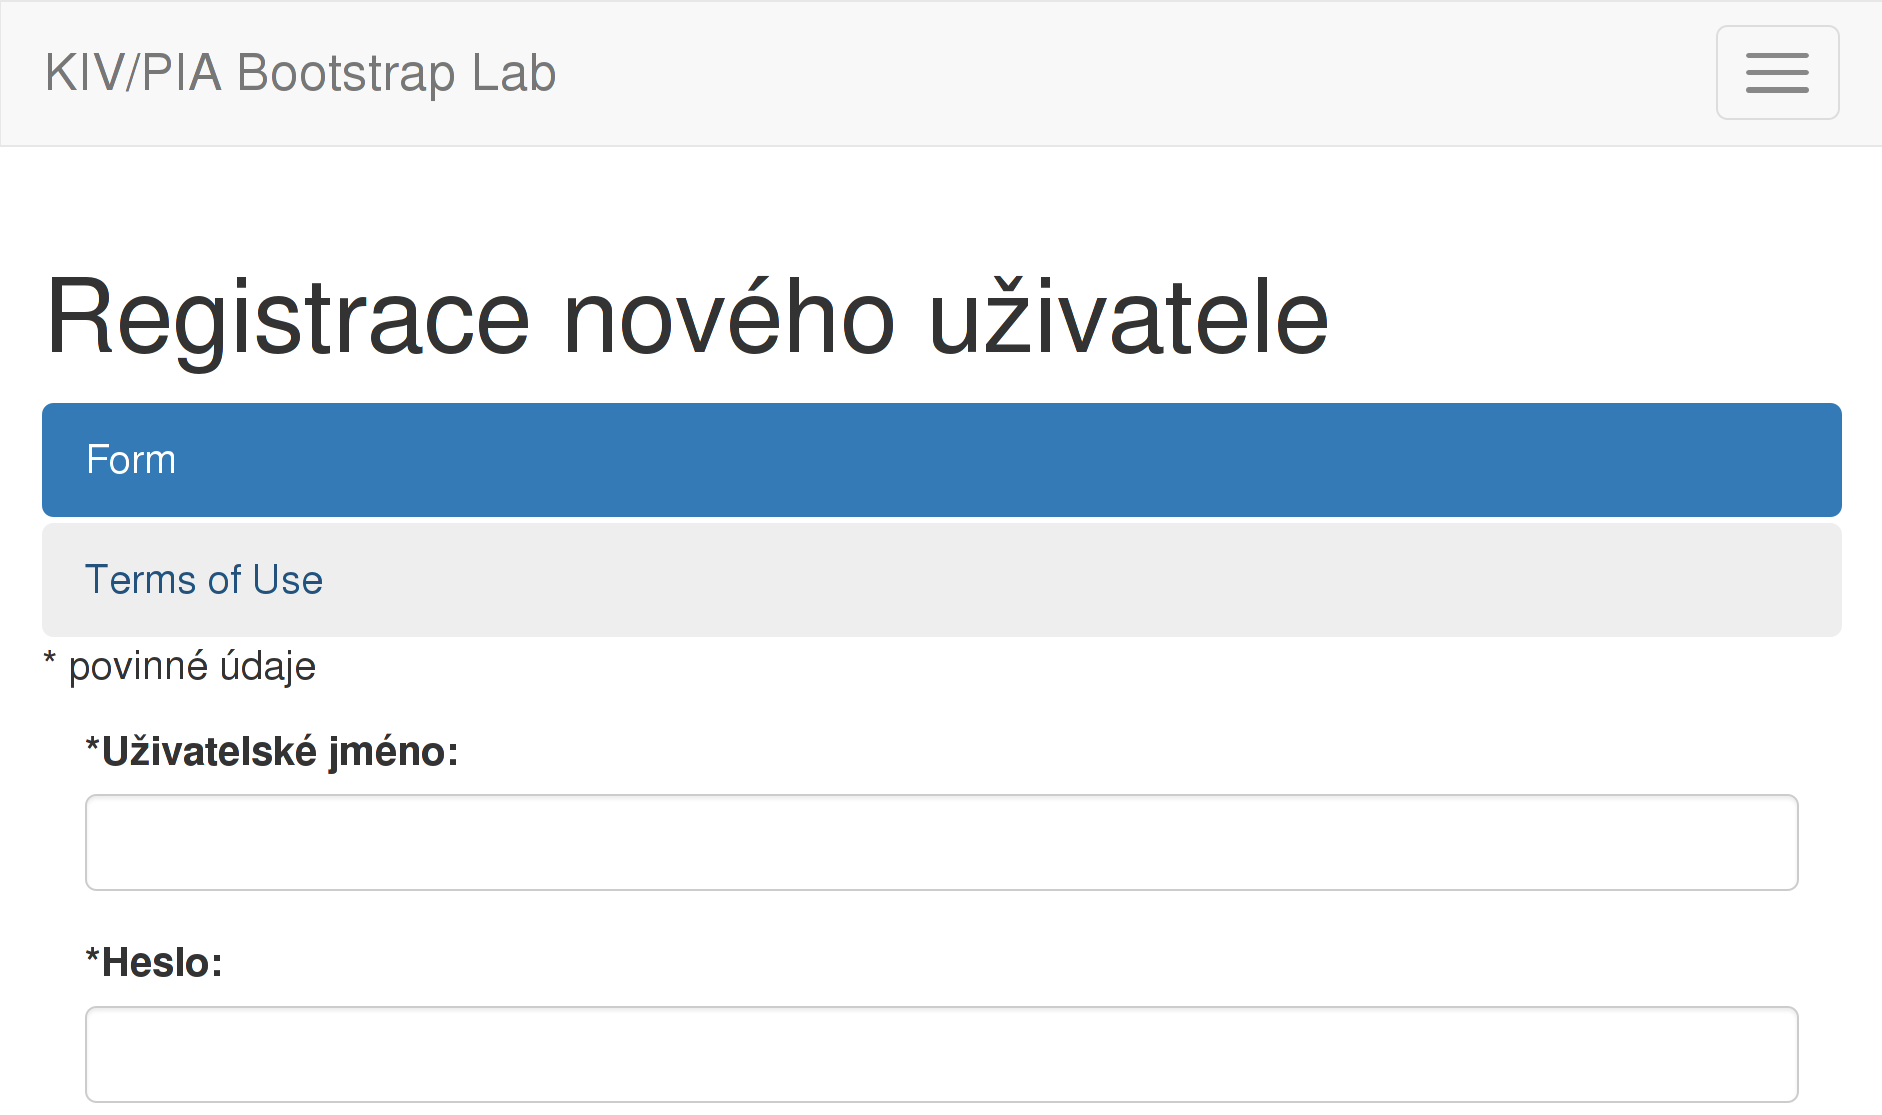 KIV/PIA Bootstrap Lab
Registrace nového uživatele
Form
Terms of Use
* povinné údaje
*Uživatelské jméno:
*Heslo: